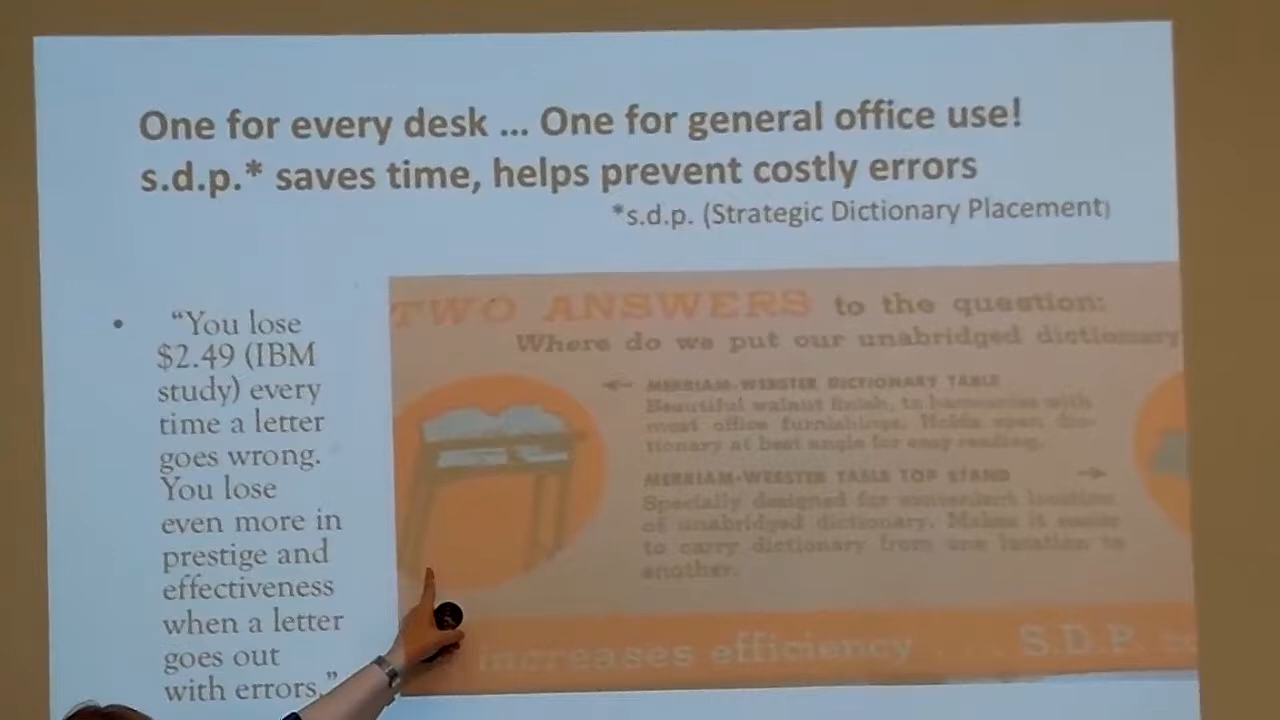 One for every desk ... One for general office use!
s.d.p.* saves time, helps prevent costly errors
*s.d.p. (Strategic Dictionary Placement)
• “You lose
$2.49 (IBM
study) every
time a letter
goes wrong.
You lose
even more in
prestige and
effectiveness
when a letter
goes out
with errors.”
TWO ANSWERS to the question:
Where do we put our unabridged dictionary
MERRIAM-WEBSTER DICTIONARY TABLE
Beautiful walnut finish, to harmonize with
most office furnishings. Holds open dic-
tionary at best angle for easy reading.
MERRIAM-WEBSTER TABLE TOP STAND
Specially designed for convenient location
of unabridged dictionary. Makes it easier
to carry dictionary from one location to
another.
increases efficiency .... S.D.P.